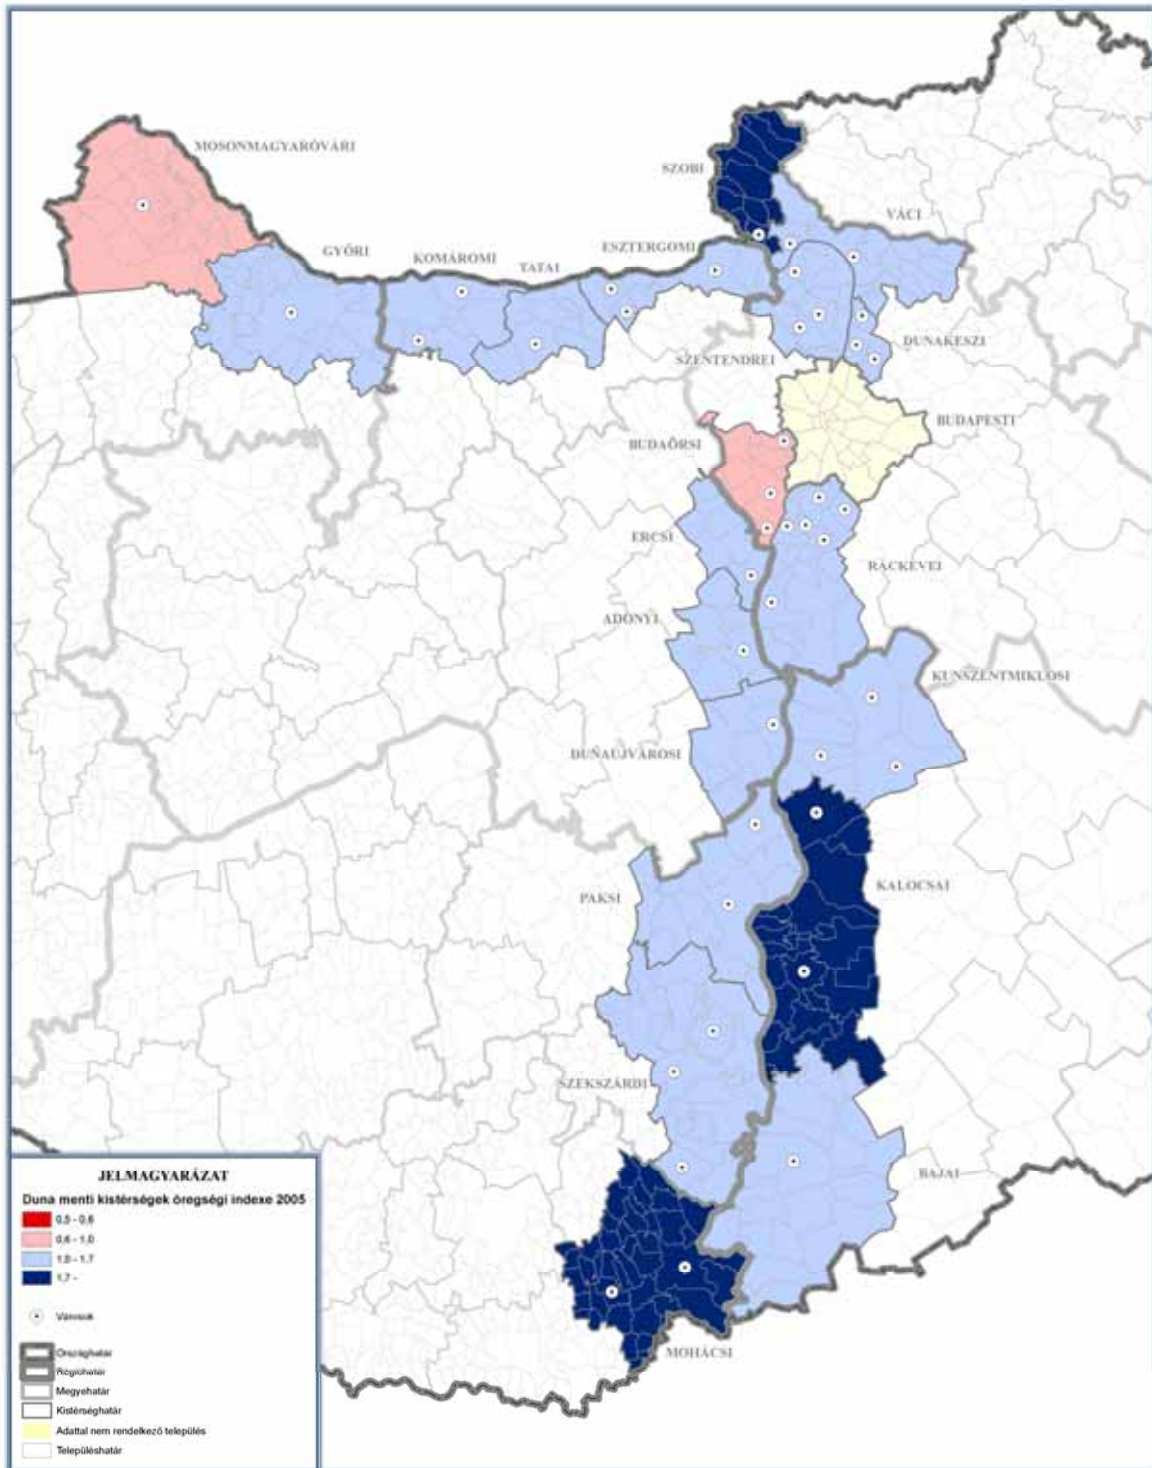 MOSONMAGYARÓVÁRI
SZOBI
VÁCI
GYŐRI
KOMÁROMI
TATAI
ESZTERGOMI
DUNAKESZI
SZENTENDREI
BUDAPESTI
BUDAÖRSI
ERCSI
RÁCKEVEI
ADONYI
KUNSZENTMIKLÓSI
DUNAÚJVÁROSI
KALOCSAI
PAKSI
SZEKSZÁRDI
BAJAI
MOHÁCSI
JELMAGYARÁZAT
Duna menti kistérségek öregségi indexe 2005
0,5 - 0,6
0,6 - 1,0
1,0 - 1,7
1,7 -
Városok
Országhatár
Régióhatár
Megyehatár
Kistérséghatár
Adattal nem rendelkező település
Településhatár